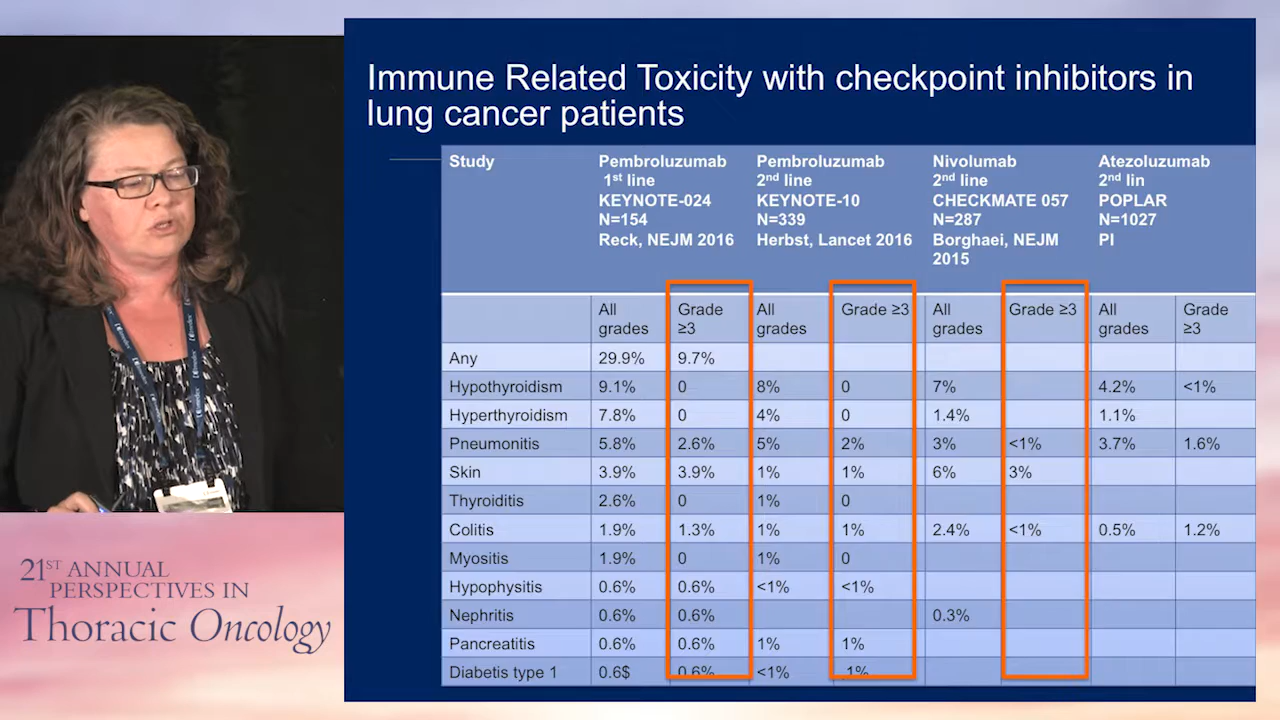 Immune Related Toxicity with checkpoint inhibitors in
lung cancer patients
Study Pembroluzumab Pembroluzumab Nivolumab Atezoluzumab
1st line 2nd line 2nd line 2nd lin
KEYNOTE-024 KEYNOTE-10 CHECKMATE 057 POPLAR
N=154 N=339 N=287 N=1027
Reck, NEJM 2016 Herbst, Lancet 2016 Borghaei, NEJM PI
2015
All Grade All Grade ≥3 All Grade ≥3 All Grade
grades ≥3 grades grades grades ≥3
Any 29.9% 9.7%
Hypothyroidism 9.1% 0 8% 0 7% 4.2% <1%
Hyperthyroidism 7.8% 0 4% 0 1.4% 1.1%
Pneumonitis 5.8% 2.6% 5% 2% 3% <1% 3.7% 1.6%
Skin 3.9% 3.9% 1% 1% 6% 3%
Thyroiditis 2.6% 0 1% 0
Colitis 1.9% 1.3% 1% 1% 2.4% <1% 0.5% 1.2%
Myositis 1.9% 0 1% 0
Hypophysitis 0.6% 0.6% <1% <1%
Nephritis 0.6% 0.6% 0.3%
Pancreatitis 0.6% 0.6% 1% 1%
Diabetis type 1 0.6$ 0.6% <1% 1%
21ST ANNUAL
PERSPECTIVES IN
Thoracic Oncology